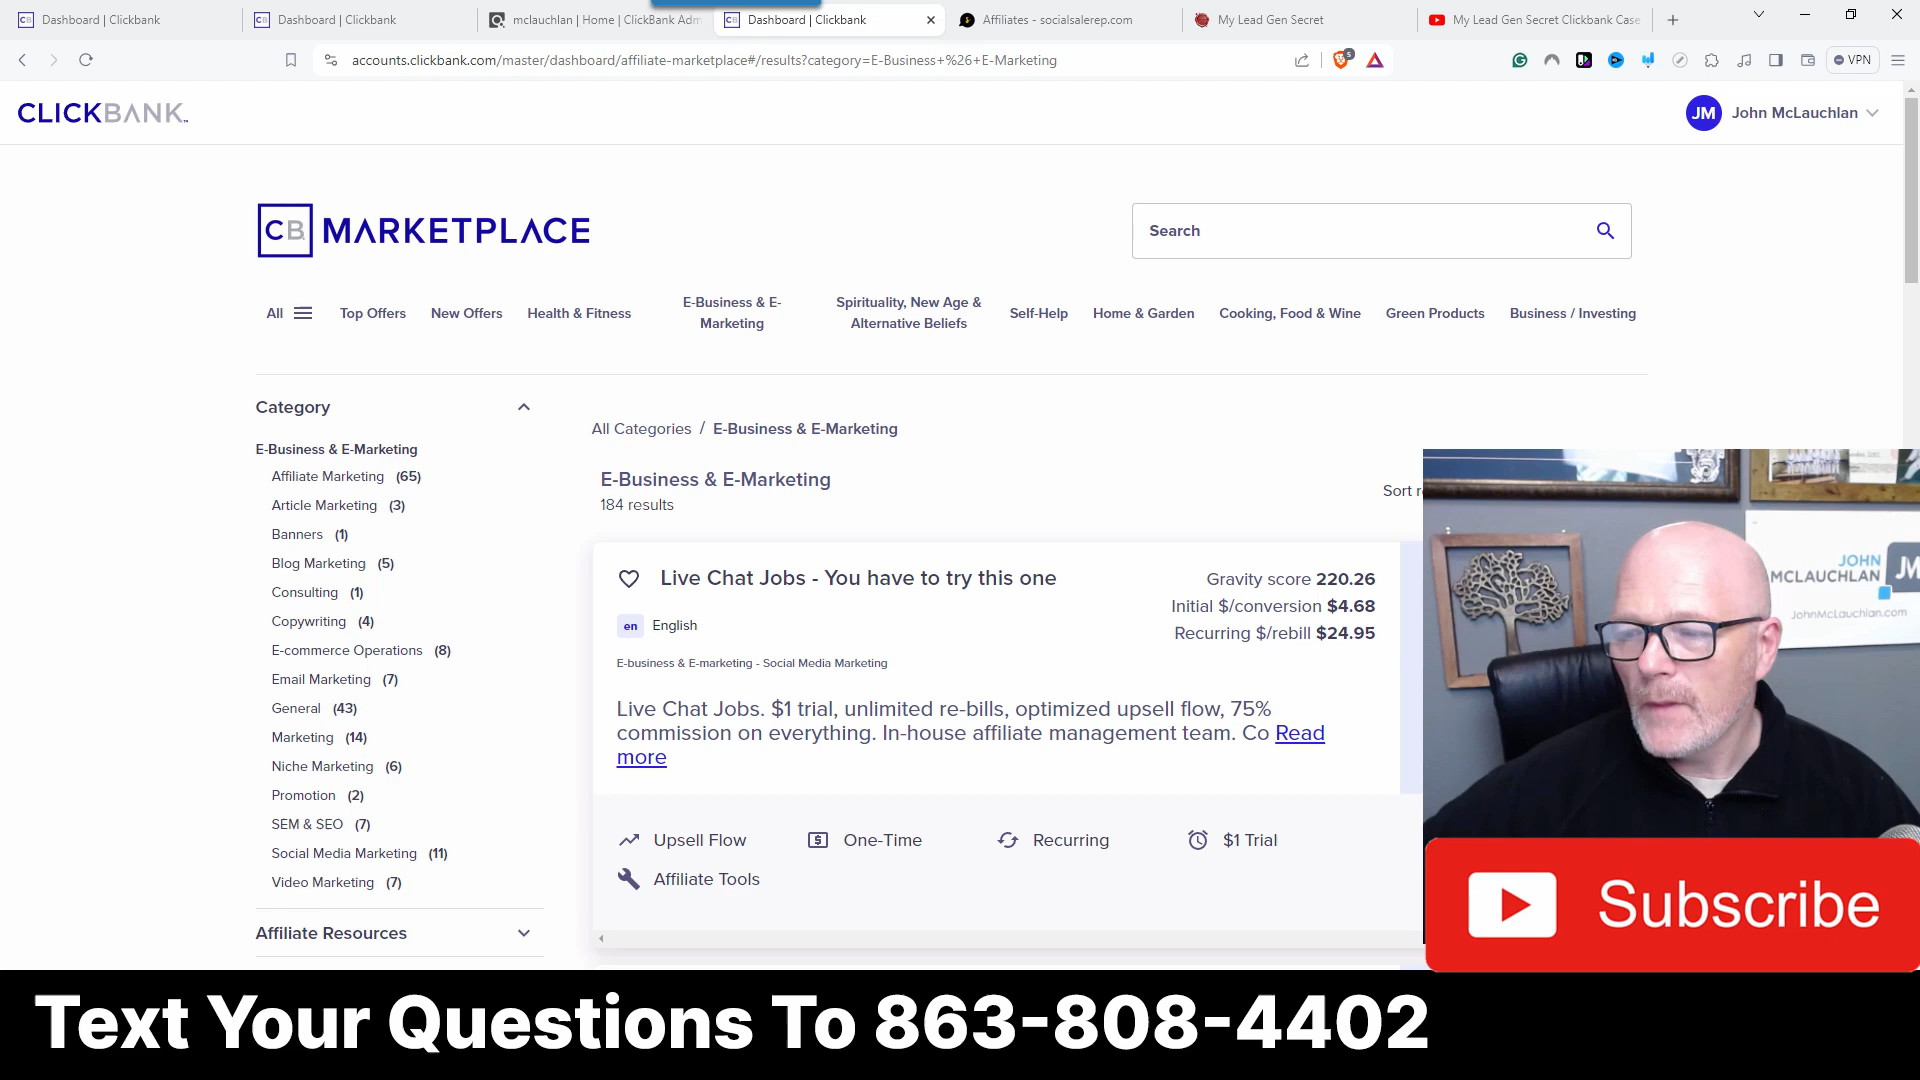 Dashboard | Clickbank
Dashboard | Clickbank
mclauchlan | Home | ClickBank Adm
Dashboard | Clickbank
Affiliates - socialsalerep.com
My Lead Gen Secret
My Lead Gen Secret Clickbank Case
accounts.clickbank.com/master/dashboard/affiliate-marketplace#/results?category=E-Business+%26+E-Marketing
5
VPN
CLICKBANK
JM John McLauchlan
CB MARKETPLACE
Search
All
Top Offers
New Offers
Health & Fitness
E-Business & E-
Marketing
Spirituality, New Age &
Alternative Beliefs
Self-Help
Home & Garden
Cooking, Food & Wine
Green Products
Business / Investing
Category
E-Business & E-Marketing
Affiliate Marketing (65)
Article Marketing (3)
Banners (1)
Blog Marketing (5)
Consulting (1)
Copywriting (4)
E-commerce Operations (8)
Email Marketing (7)
General (43)
Marketing (14)
Niche Marketing (6)
Promotion (2)
SEM & SEO (7)
Social Media Marketing (11)
Video Marketing (7)
Affiliate Resources
All Categories / E-Business & E-Marketing
E-Business & E-Marketing
184 results
Sort r
Live Chat Jobs - You have to try this one
en English
E-business & E-marketing - Social Media Marketing
Gravity score 220.26
Initial $/conversion $4.68
Recurring $/rebill $24.95
Live Chat Jobs. $1 trial, unlimited re-bills, optimized upsell flow, 75%
commission on everything. In-house affiliate management team. Co Read
more
Upsell Flow
One-Time
Recurring
$1 Trial
Affiliate Tools
JOHN
MCLAUCHLAN
JM
JohnMcLauchlan.com
Subscribe
Text Your Questions To 863-808-4402